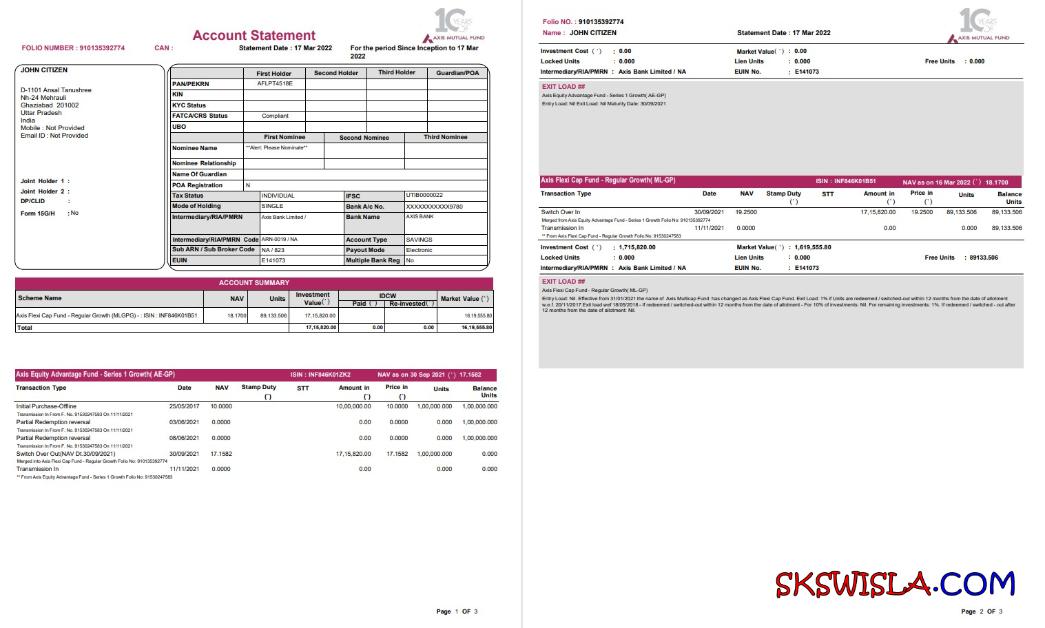 10 YEARS OF
AXIS MUTUAL FUND
Account Statement
FOLIO NUMBER : 910135392774 CAN : Statement Date : 17 Mar 2022 For the period Since Inception to 17 Mar
2022
JOHN CITIZEN
D-1101 Ansal Tanushree
Nh-24 Mehrauli
Ghaziabad 201002
Uttar Pradesh
India
Mobile : Not Provided
Email ID : Not Provided
Joint Holder 1 :
Joint Holder 2 :
DP/CLID :
Form 15G/H : No
First Holder Second Holder Third Holder Guardian/POA
PAN/PEKRN AFLPT4518E
KIN
KYC Status
FATCA/CRS Status Compliant
UBO
First Nominee Second Nominee Third Nominee
Nominee Name **Alert: Please Nominate**
Nominee Relationship
Name Of Guardian
POA Registration N
Tax Status INDIVIDUAL IFSC UTIB0000022
Mode of Holding SINGLE Bank A/c No. XXXXXXXXXXX9780
Intermediary/RIA/PMRN Axis Bank Limited / Bank Name AXIS BANK
Intermediary/RIA/PMRN Code ARN-0019 / NA Account Type SAVINGS
Sub ARN / Sub Broker Code NA / 823 Payout Mode Electronic
EUIN E141073 Multiple Bank Reg No
ACCOUNT SUMMARY
Scheme Name NAV Units Investment Value(`) IDCW Market Value (`)
Paid ( ) Re-Invested( )
Axis Flexi Cap Fund - Regular Growth (MLGPG) - : ISIN : INF846K01B51 18.1700 89,133.506 17,15,820.00 16,19,555.80
Total 17,15,820.00 0.00 0.00 16,19,555.80
Axis Equity Advantage Fund - Series 1 Growth( AE-GP) ISIN : INF846K01ZK2 NAV as on 30 Sep 2021 (`) 17.1582
Transaction Type Date NAV Stamp Duty (`) STT Amount in (`) Price in (`) Units Balance Units
Initial Purchase-Offline 25/05/2017 10.0000 10,00,000.00 10.0000 1,00,000.000 1,00,000.000
Transmission In From F. No. 91530247583 On 11/11/2021
Partial Redemption reversal 03/06/2021 0.0000 0.00 0.000 0.000 1,00,000.000
Transmission In From F. No. 91530247583 On 11/11/2021
Partial Redemption reversal 08/06/2021 0.0000 0.00 0.000 0.000 1,00,000.000
Transmission In From F. No. 91530247583 On 11/11/2021
Switch Over Out(NAV Dt.30/09/2021) 30/09/2021 17.1582 17,15,820.00 17.1582 1,00,000.000 0.000
Merged into Axis Flexi Cap Fund - Regular Growth Folio No: 910135392774
Transmission In 11/11/2021 0.0000 0.00 0.000 0.000
** From Axis Equity Advantage Fund - Series 1 Growth Folio No: 91530247583
Page 1 OF 3
Folio NO. : 910135392774
Name : JOHN CITIZEN Statement Date : 17 Mar 2022
10 YEARS OF
AXIS MUTUAL FUND
Investment Cost (`) : 0.00 Market Value(`) : 0.00
Locked Units : 0.000 Lien Units : 0.000 Free Units : 0.000
Intermediary/RIA/PMRN : Axis Bank Limited / NA EUIN No. : E141073
EXIT LOAD ##
Axis Equity Advantage Fund - Series 1 Growth( AE-GP)
Entry Load: Nil Exit Load: Nil Maturity Date: 30/09/2021
Axis Flexi Cap Fund - Regular Growth( ML-GP) ISIN : INF846K01B51 NAV as on 16 Mar 2022 (`) 18.1700
Transaction Type Date NAV Stamp Duty (`) STT Amount in (`) Price in (`) Units Balance Units
Switch Over In 30/09/2021 19.2500 17,15,820.00 19.2500 89,133.506 89,133.506
Merged from Axis Equity Advantage Fund - Series 1 Growth Folio No: 910135392774
Transmission In 11/11/2021 0.0000 0.00 0.000 89,133.506
** From Axis Flexi Cap Fund - Regular Growth Folio No: 91530247583
Investment Cost (`) : 1,715,820.00 Market Value(`) : 1,619,555.80
Locked Units : 0.000 Lien Units : 0.000 Free Units : 89133.506
Intermediary/RIA/PMRN : Axis Bank Limited / NA EUIN No. : E141073
EXIT LOAD ##
Axis Flexi Cap Fund - Regular Growth( ML-GP)
Entry Load: Nil Effective from 31/01/2021 the name of Axis Multicap Fund has changed as Axis Flexi Cap Fund. Exit Load: 1% if Units are redeemed / switched-out within 12 months from the date of allotment
w.e.f. 20/11/2017.Exit load wef 18/09/2018 - If redeemed / switched-out within 12 months from the date of allotment - For 10% of investments: Nil. For remaining investments: 1%. If redeemed / switched - out after
12 months from the date of allotment: Nil.
SKSWISLA.COM
Page 2 OF 3